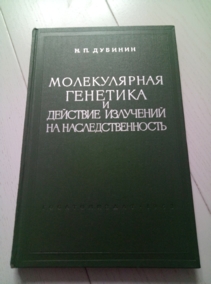 Н. П. ДУБИНИН
МОЛЕКУЛЯРНАЯ
ГЕНЕТИКА
И
ДЕЙСТВИЕ ИЗЛУЧЕНИЙ
НА НАСЛЕДСТВЕННОСТЬ